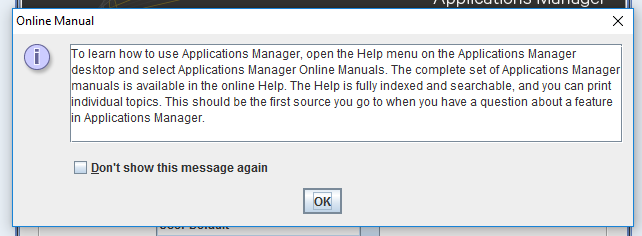 Applications Manager
Online Manual
To learn how to use Applications Manager, open the Help menu on the Applications Manager
desktop and select Applications Manager Online Manuals. The complete set of Applications Manager
manuals is available in the online Help. The Help is fully indexed and searchable, and you can print
individual topics. This should be the first source you go to when you have a question about a feature
in Applications Manager.
Don't show this message again
OK
User Default